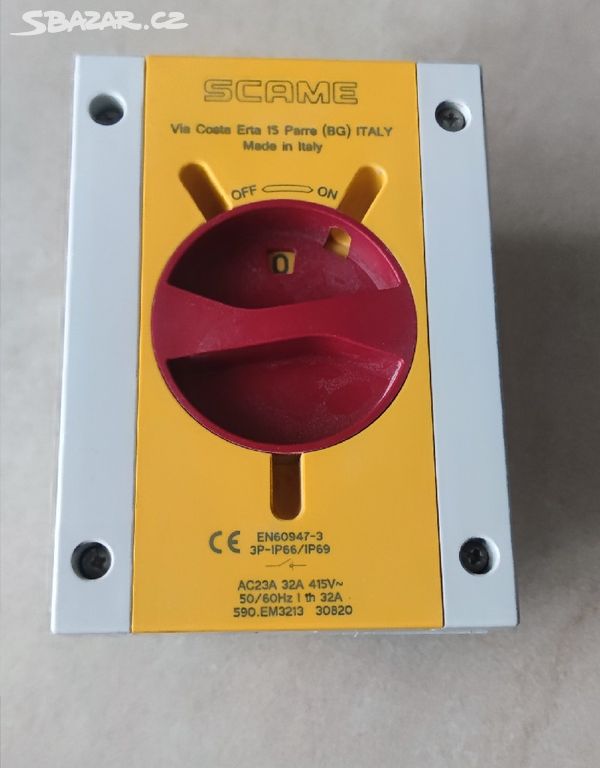 SBAZAR.CZ
SCAME
Via Costa Erta 15 Parre (BG) ITALY
Made in Italy
OFF ON
0
CE EN60947-3
3P-IP66/IP69
AC23A 32A 415V~
50/60Hz I th 32A
590.EM3213 30820